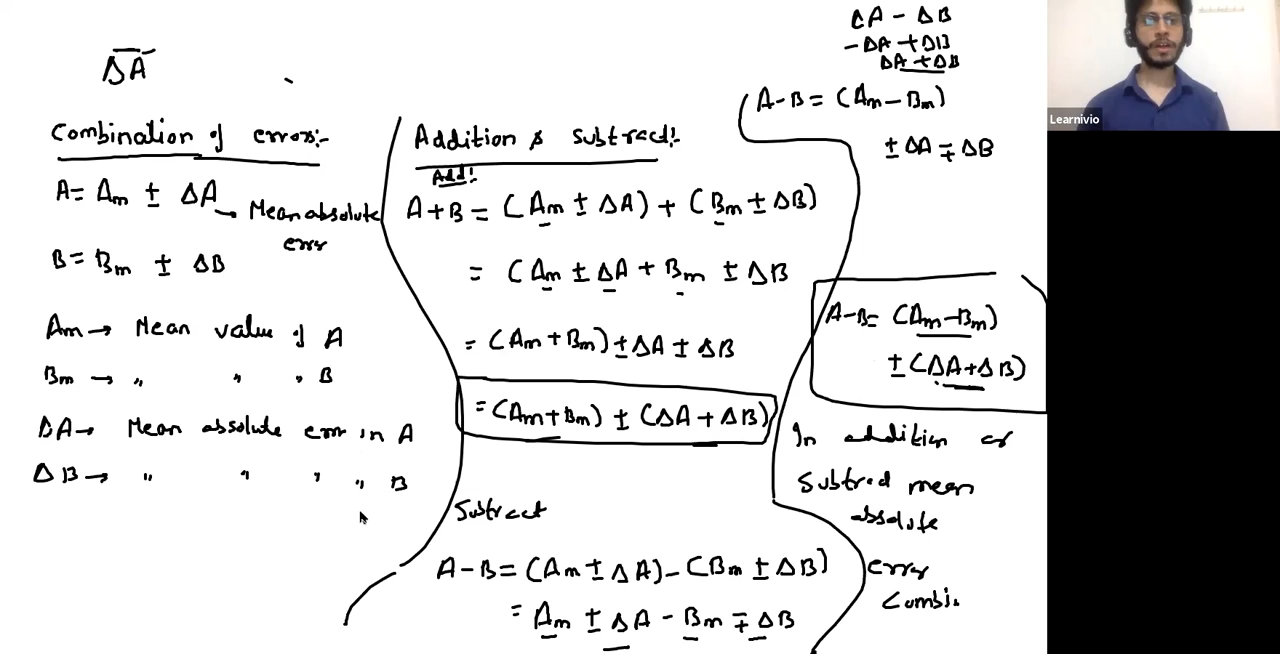 ΔA
Combination of errors:-
A = Am ± ΔA
→ Mean absolute
error
B = Bm ± ΔB
Am → Mean value of A
Bm → " " " B
ΔA → Mean absolute error in A
ΔB → " " " " B
Addition & subtract:
Add:
A+B = (Am ± ΔA) + (Bm ± ΔB)
= (Am ± ΔA + Bm ± ΔB
= (Am+Bm) ± ΔA ± ΔB
= (Am+Bm) ± (ΔA + ΔB)
Subtract
A-B = (Am ± ΔA) - (Bm ± ΔB)
= Am ± ΔA - Bm ∓ ΔB
ΔA - ΔB
-ΔA + ΔB
ΔA + ΔB
A-B = (Am-Bm)
± ΔA ∓ ΔB
A-B = (Am-Bm)
± (ΔA+ΔB)
In addition or
Subtract mean
absolute
error
Combi.
Learnivio